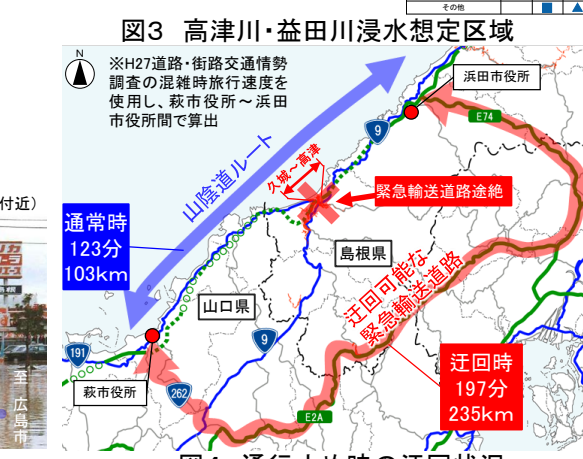 その他
図3 高津川・益田川浸水想定区域
N
※H27道路・街路交通情勢
調査の混雑時旅行速度を
使用し、萩市役所～浜田
市役所間で算出
浜田市役所
E74
9
山陰道ルート
久城～高津
緊急輸送道路途絶
付近）
通常時
123分
103km
島根県
迂回可能な
緊急輸送道路
山口県
9
191
萩市役所
262
迂回時
197分
235km
E2A
至 広島市